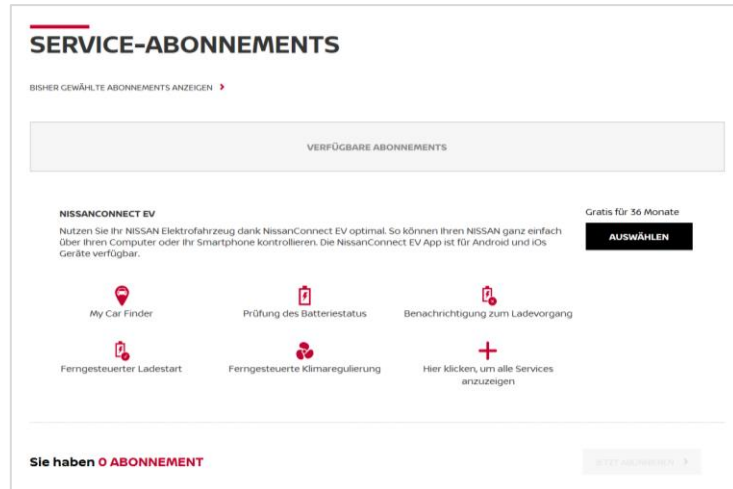 SERVICE-ABONNEMENTS
BISHER GEWÄHLTE ABONNEMENTS ANZEIGEN
VERFÜGBARE ABONNEMENTS
NISSANCONNECT EV
Gratis für 36 Monate
Nutzen Sie Ihr NISSAN Elektrofahrzeug dank NissanConnect EV optimal. So können Ihren NISSAN ganz einfach
über Ihren Computer oder Ihr Smartphone kontrollieren. Die NissanConnect EV App ist für Android und iOs
Geräte verfügbar.
AUSWÄHLEN
My Car Finder
Prüfung des Batteriestatus
Benachrichtigung zum Ladevorgang
Ferngesteuerter Ladestart
Ferngesteuerte Klimaregulierung
Hier klicken, um alle Services
anzuzeigen
Sie haben 0 ABONNEMENT
JETZT ABONNIEREN